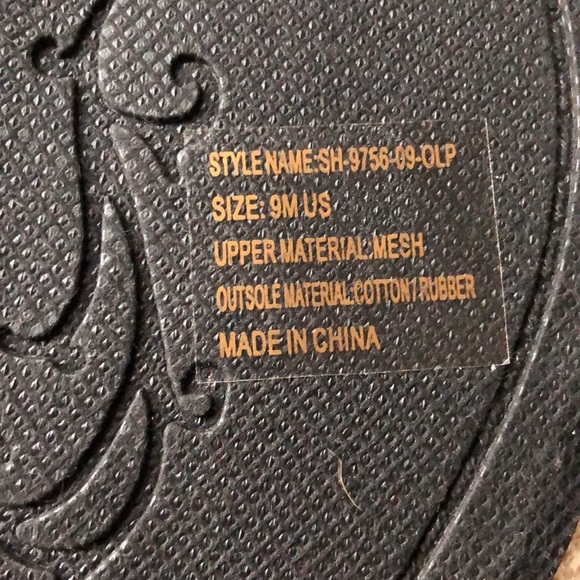 STYLE NAME:SH-9756-09-OLP
SIZE: 9M US
UPPER MATERIAL:MESH
OUTSOLE MATERIAL:COTTON/RUBBER
MADE IN CHINA